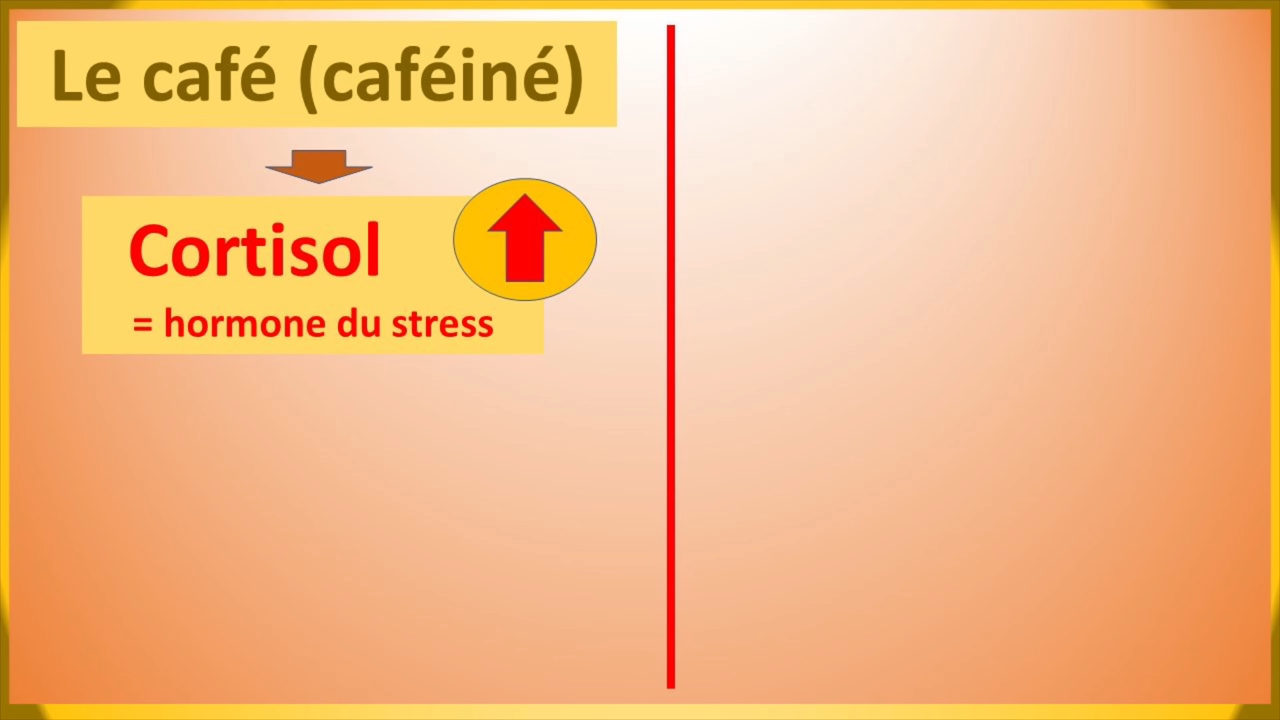 Le café (caféiné)
Cortisol
= hormone du stress